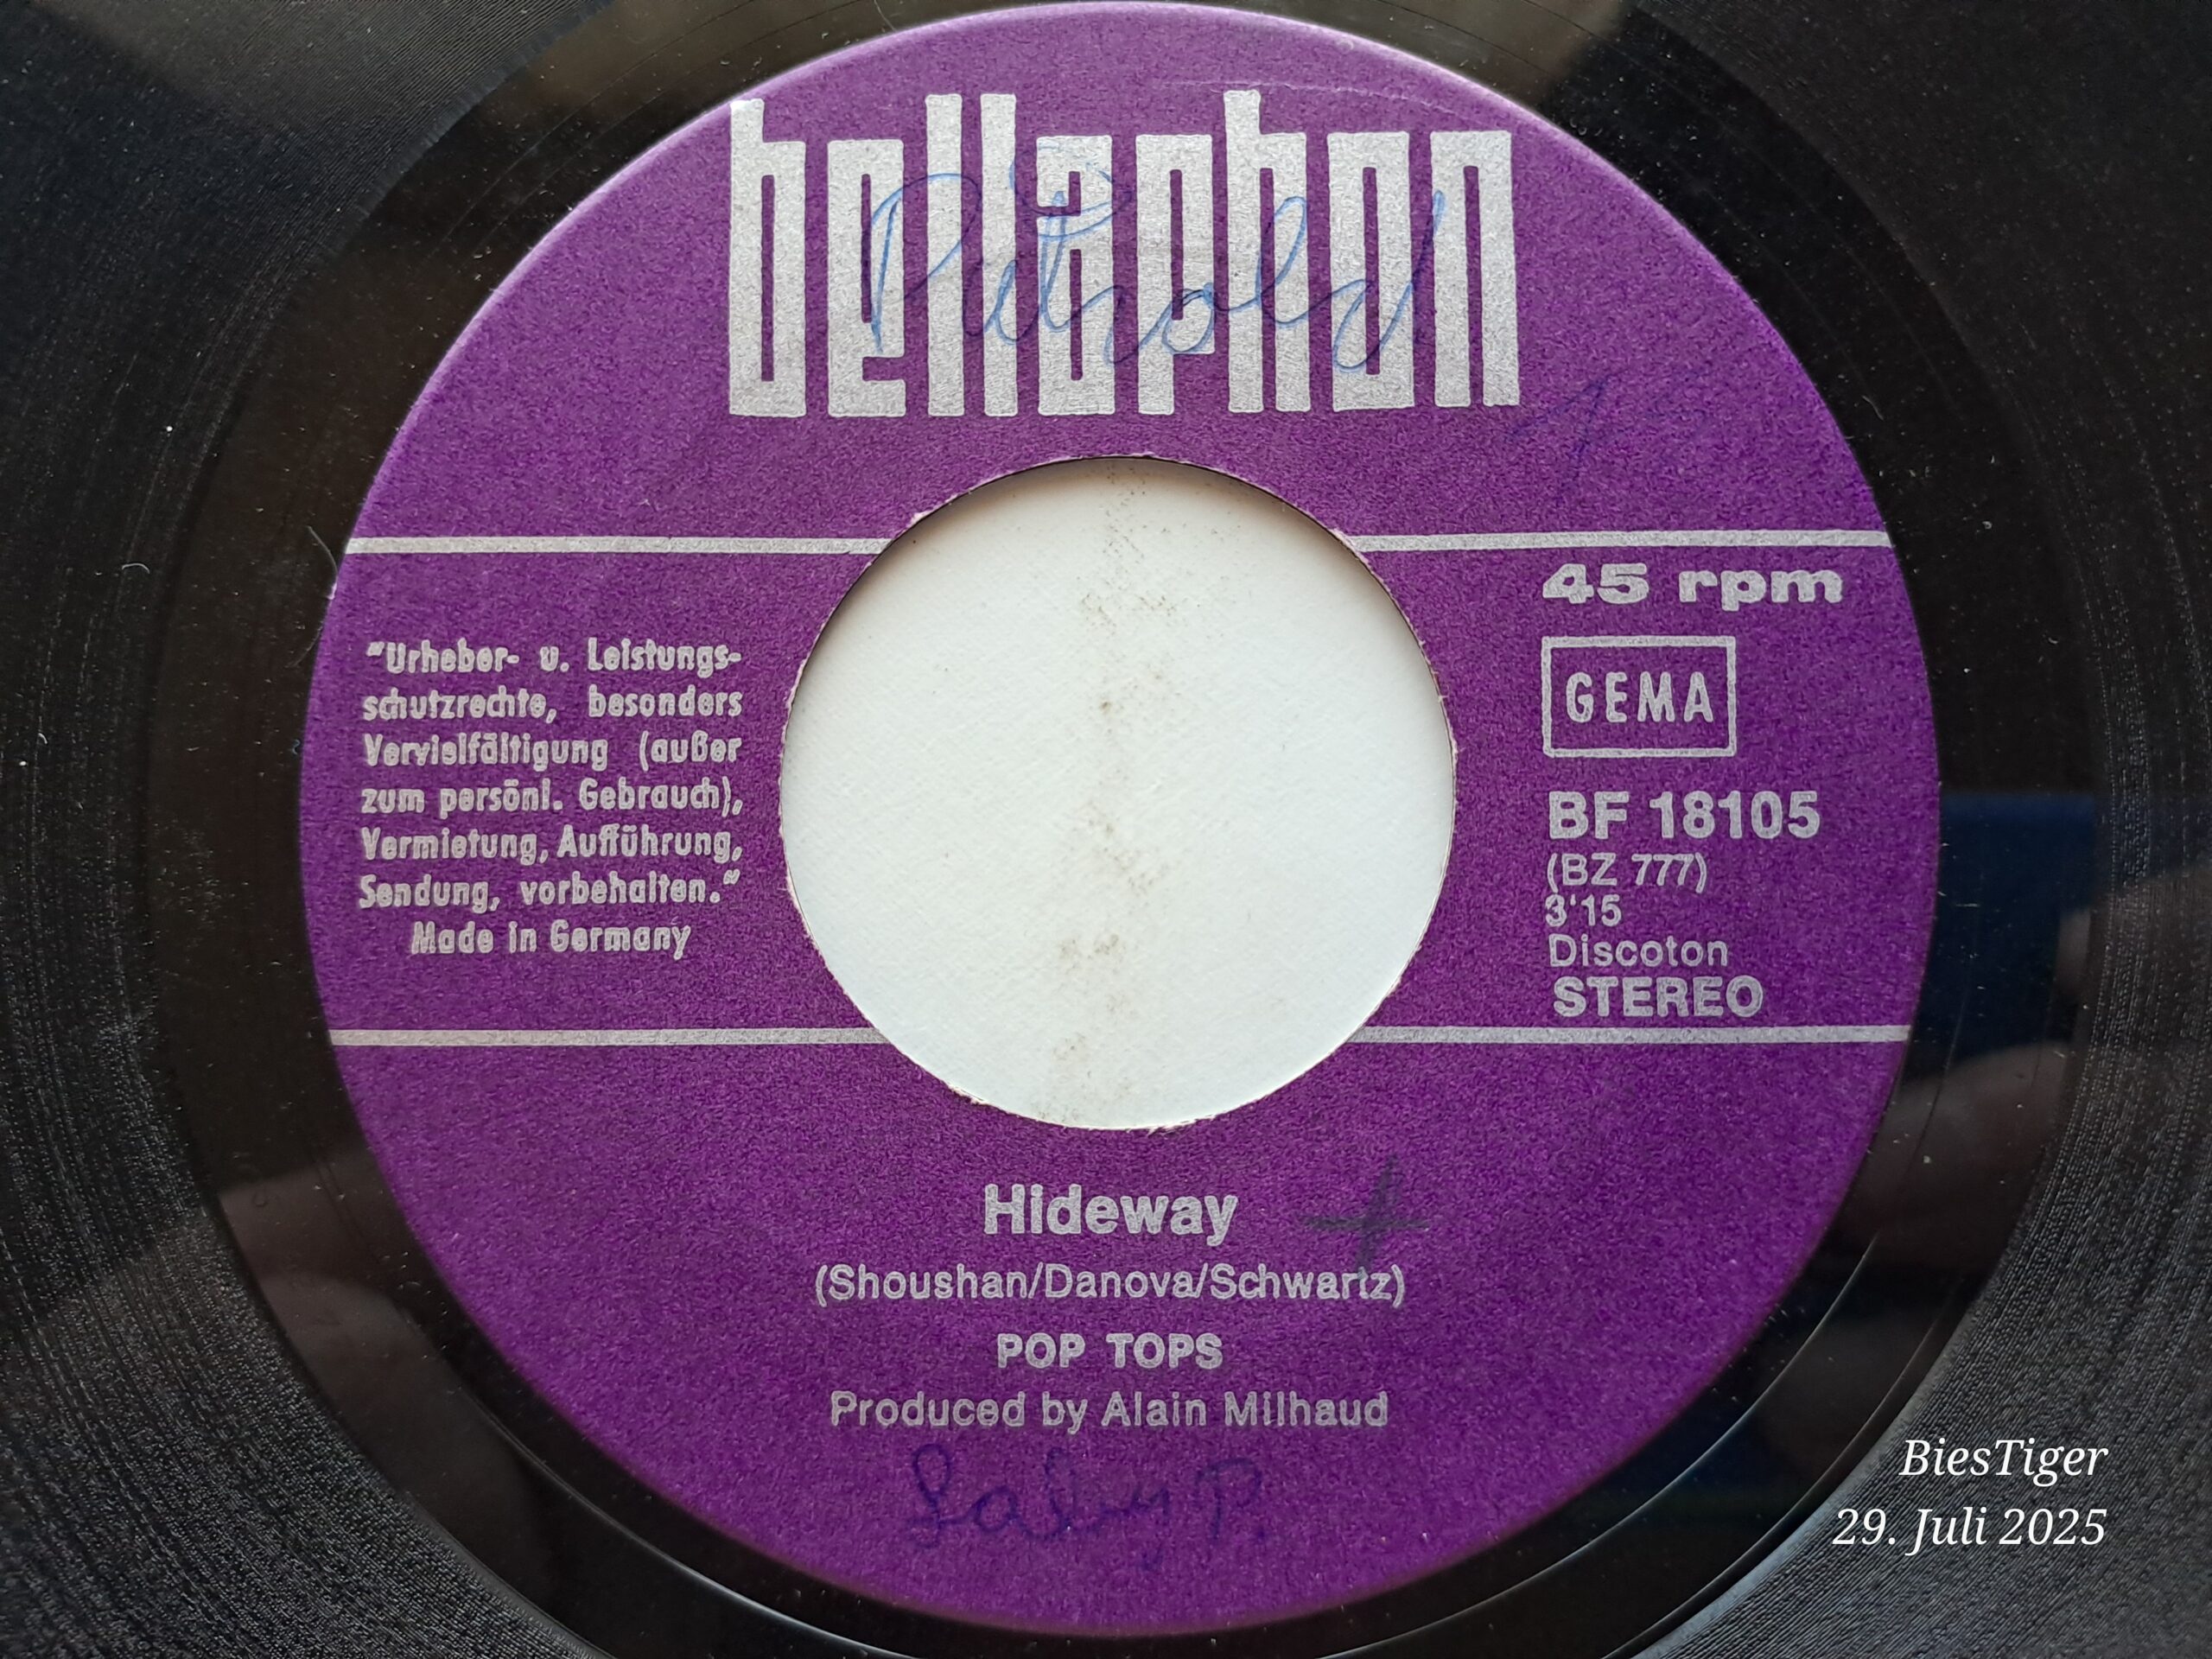 bellaphon
45 rpm
GEMA
BF 18105
(BZ 777)
3'15
Discoton
STEREO
"Urheber- u. Leistungs-
schutzrechte, besonders
Vervielfältigung (außer
zum persönl. Gebrauch),
Vermietung, Aufführung,
Sendung, vorbehalten."
Made in Germany
Hideway +
(Shoushan/Danova/Schwartz)
POP TOPS
Produced by Alain Milhaud
BiesTiger
29. Juli 2025